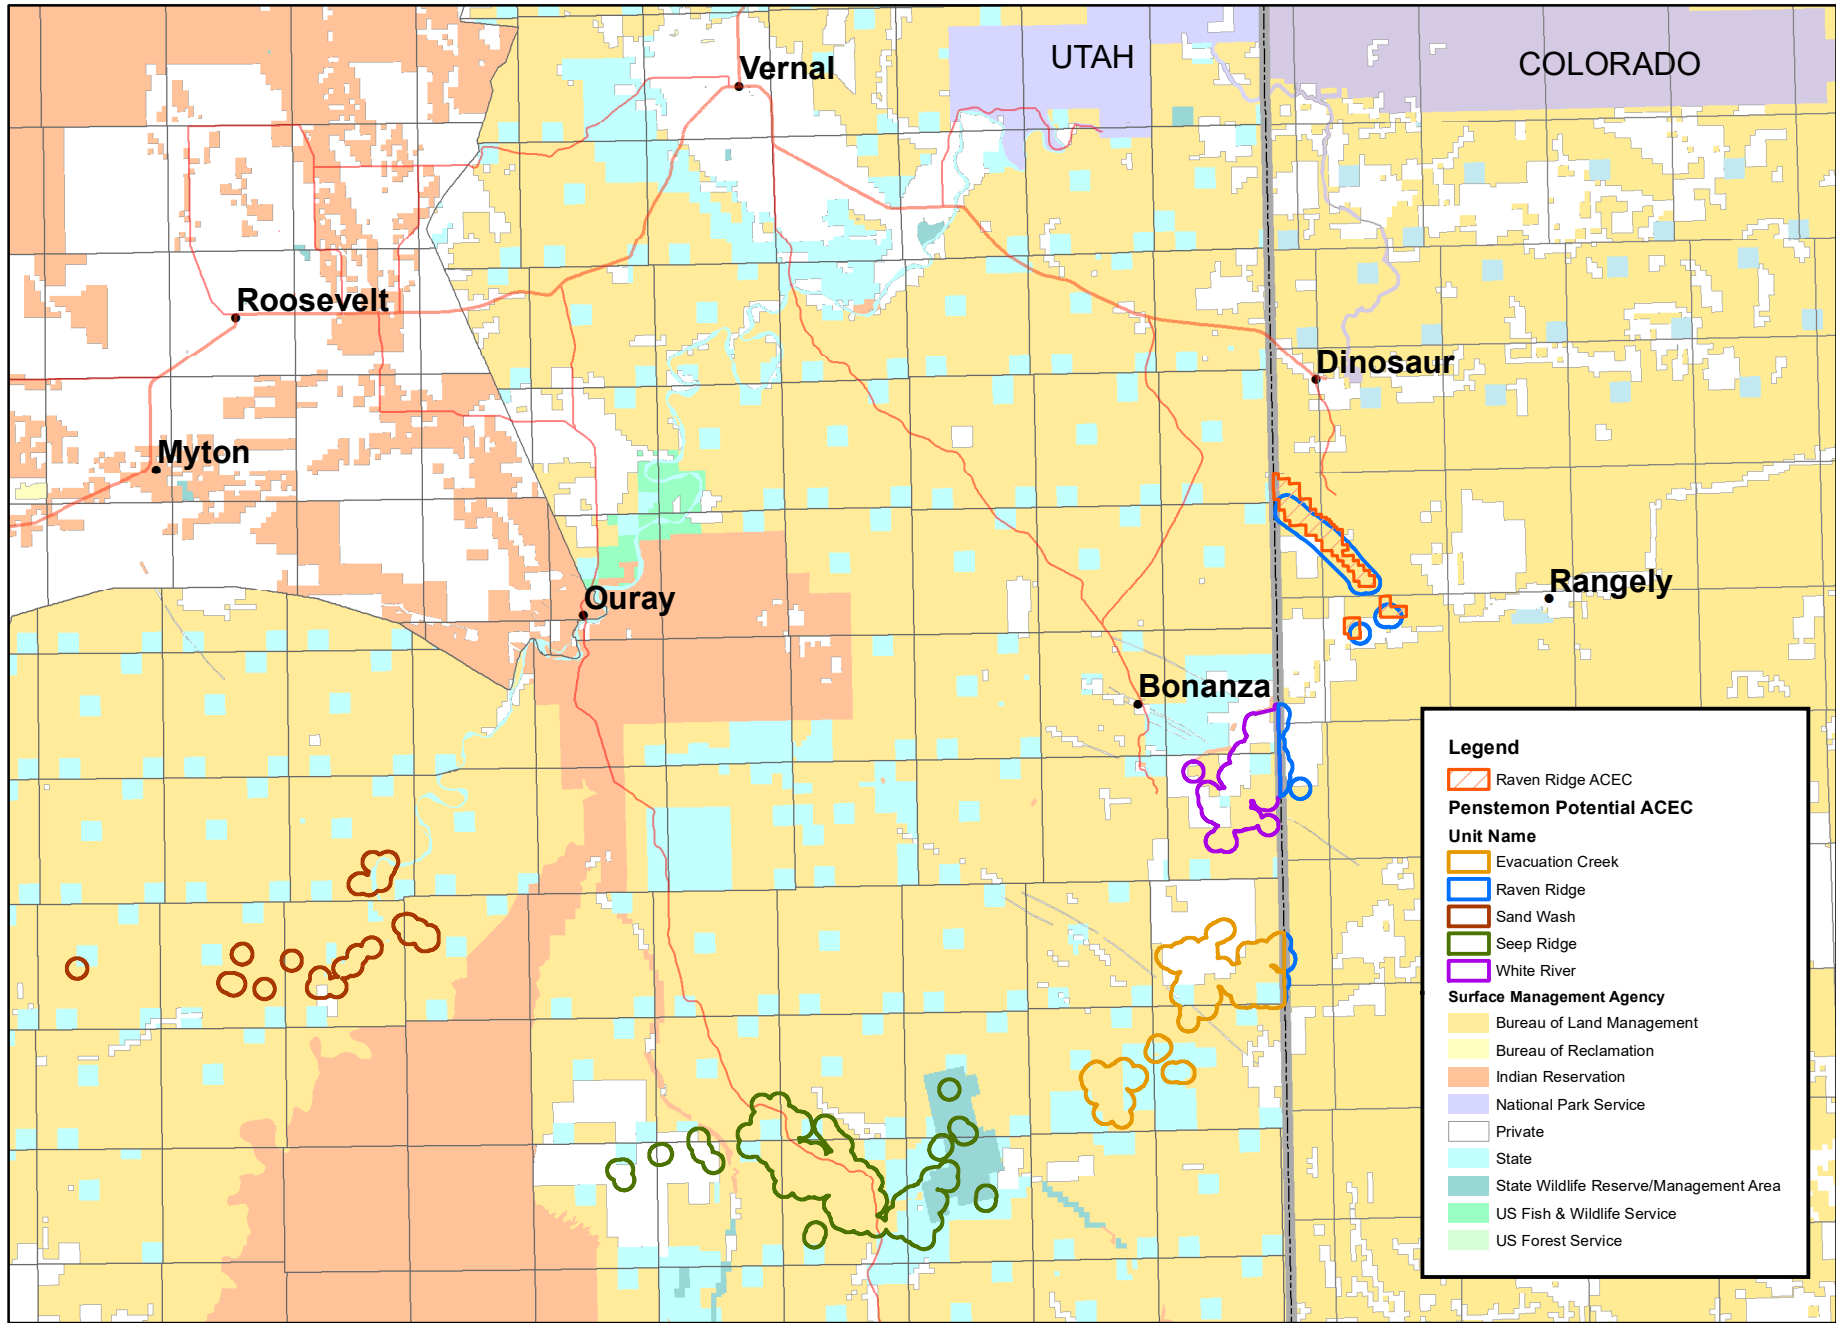 UTAH
COLORADO
Vernal
Roosevelt
Dinosaur
Myton
Rangely
Ouray
Bonanza
Legend
Raven Ridge ACEC
Penstemon Potential ACEC
Unit Name
Evacuation Creek
Raven Ridge
Sand Wash
Seep Ridge
White River
Surface Management Agency
Bureau of Land Management
Bureau of Reclamation
Indian Reservation
National Park Service
Private
State
State Wildlife Reserve/Management Area
US Fish & Wildlife Service
US Forest Service